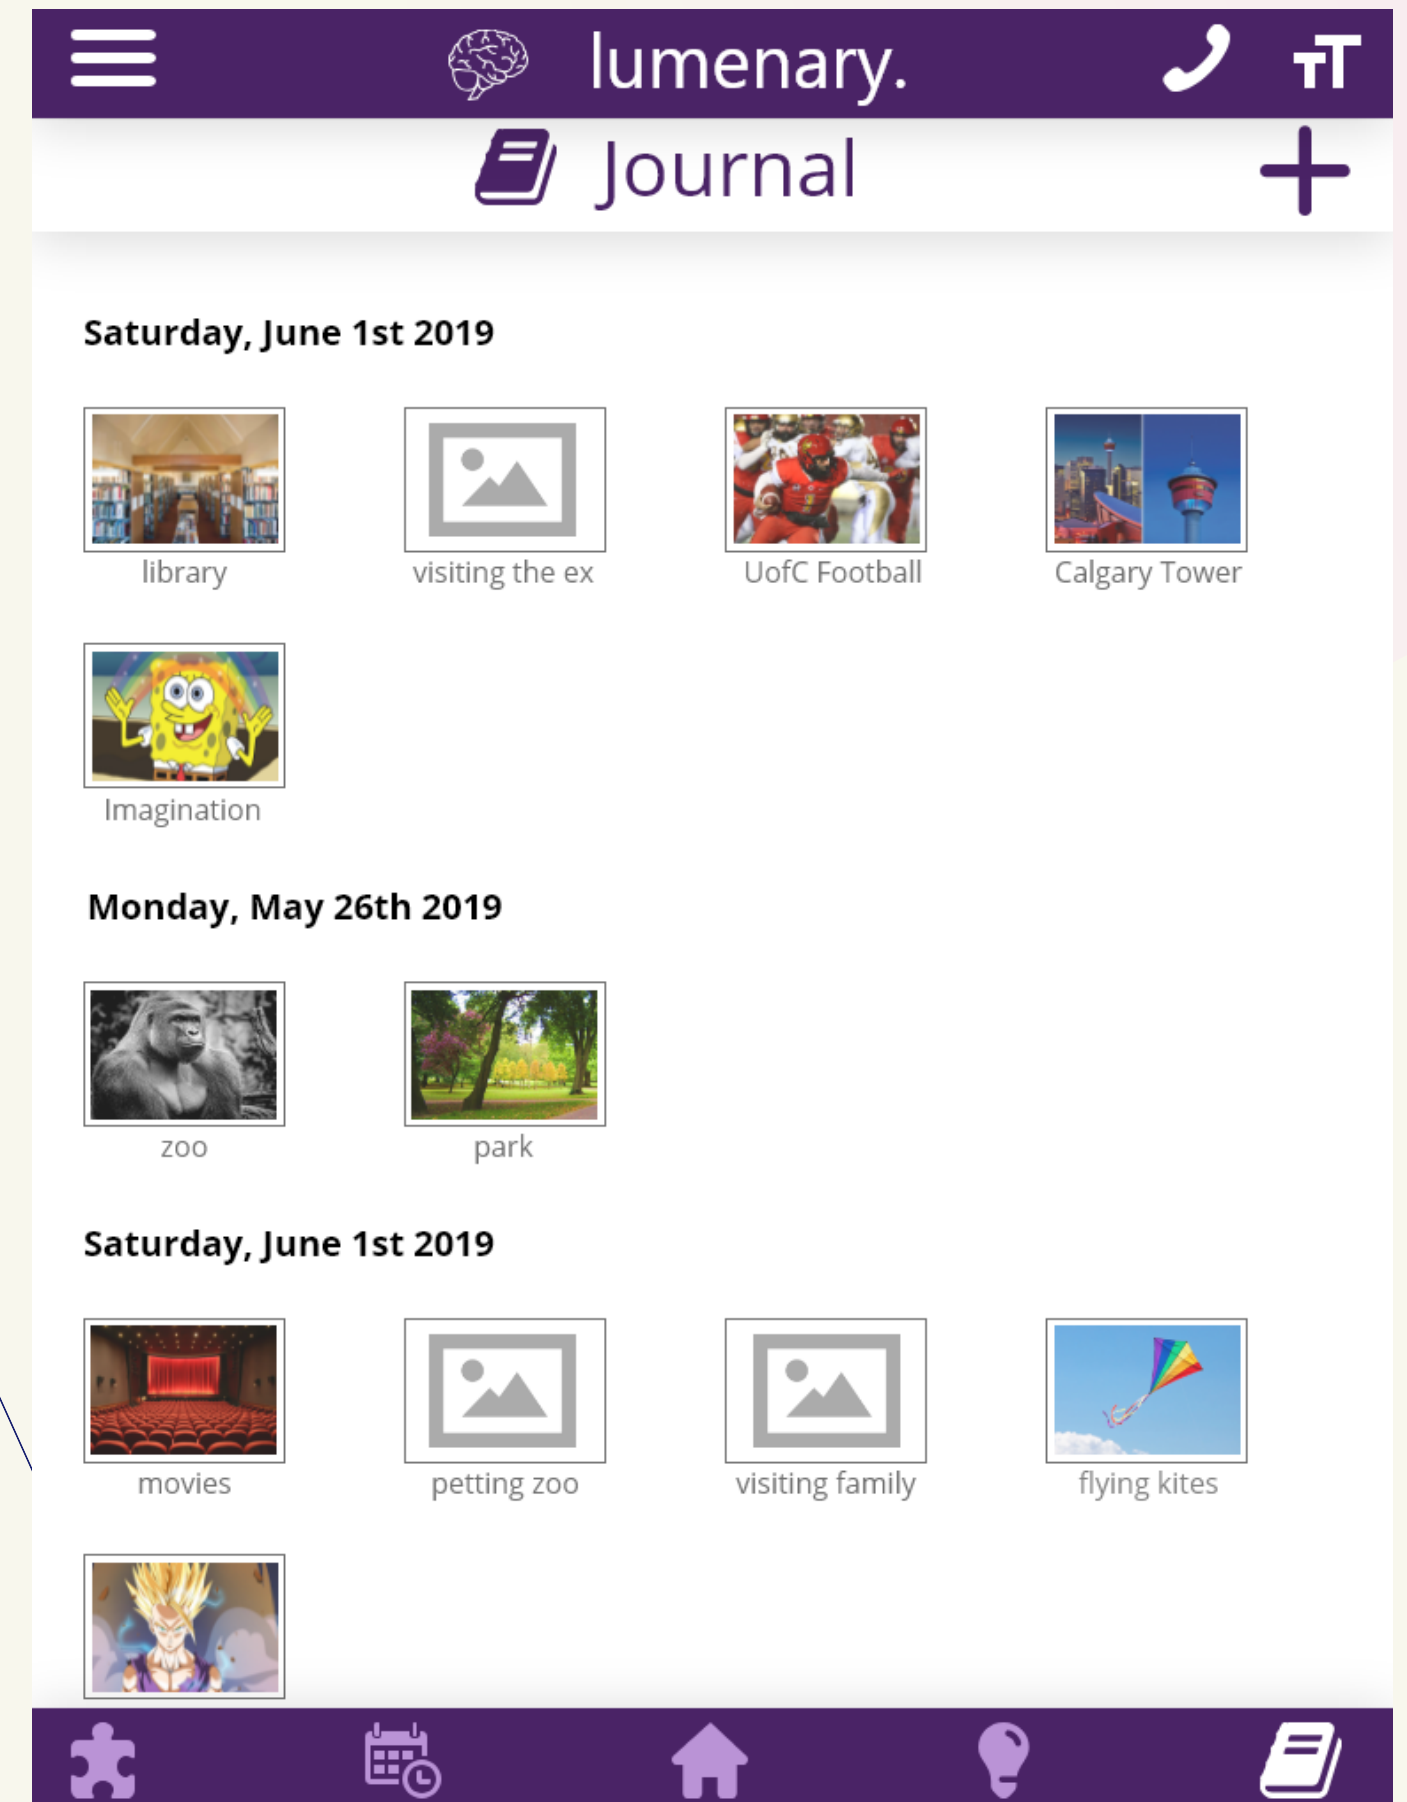 lumenary.
Journal
Saturday, June 1st 2019
library
visiting the ex
UofC Football
Calgary Tower
Imagination
Monday, May 26th 2019
zoo
park
Saturday, June 1st 2019
movies
petting zoo
visiting family
flying kites